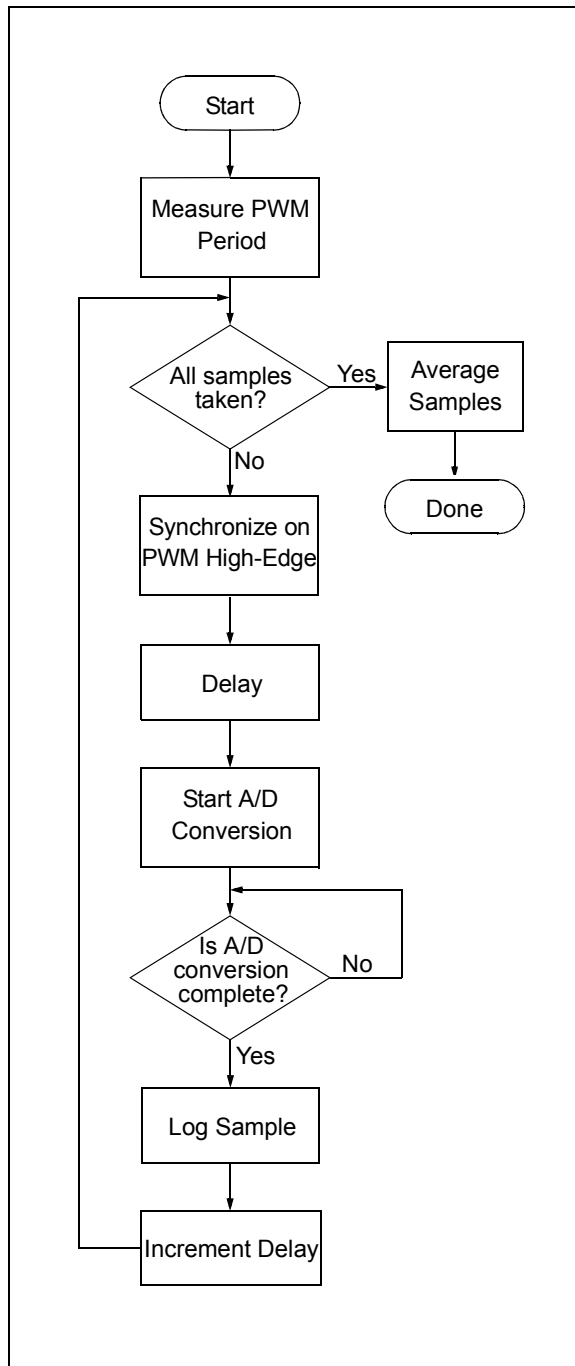 Start
Measure PWM
Period
All samples
taken?
Yes
Average
Samples
Done
No
Synchronize on
PWM High-Edge
Delay
Start A/D
Conversion
Is A/D
conversion
complete?
No
Yes
Log Sample
Increment Delay